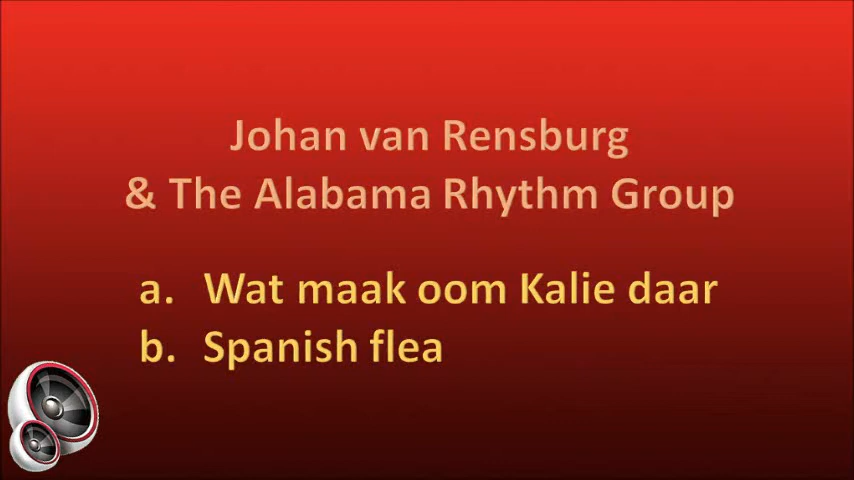 Johan van Rensburg
& The Alabama Rhythm Group
a. Wat maak oom Kalie daar
b. Spanish flea